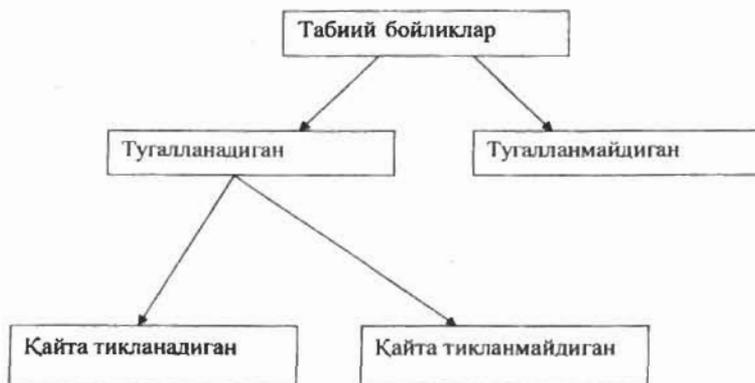 Табиий бойликлар
Тугалланадиган
Тугалланмайдиган
Қайта тикланадиган
Қайта тикланмайдиган